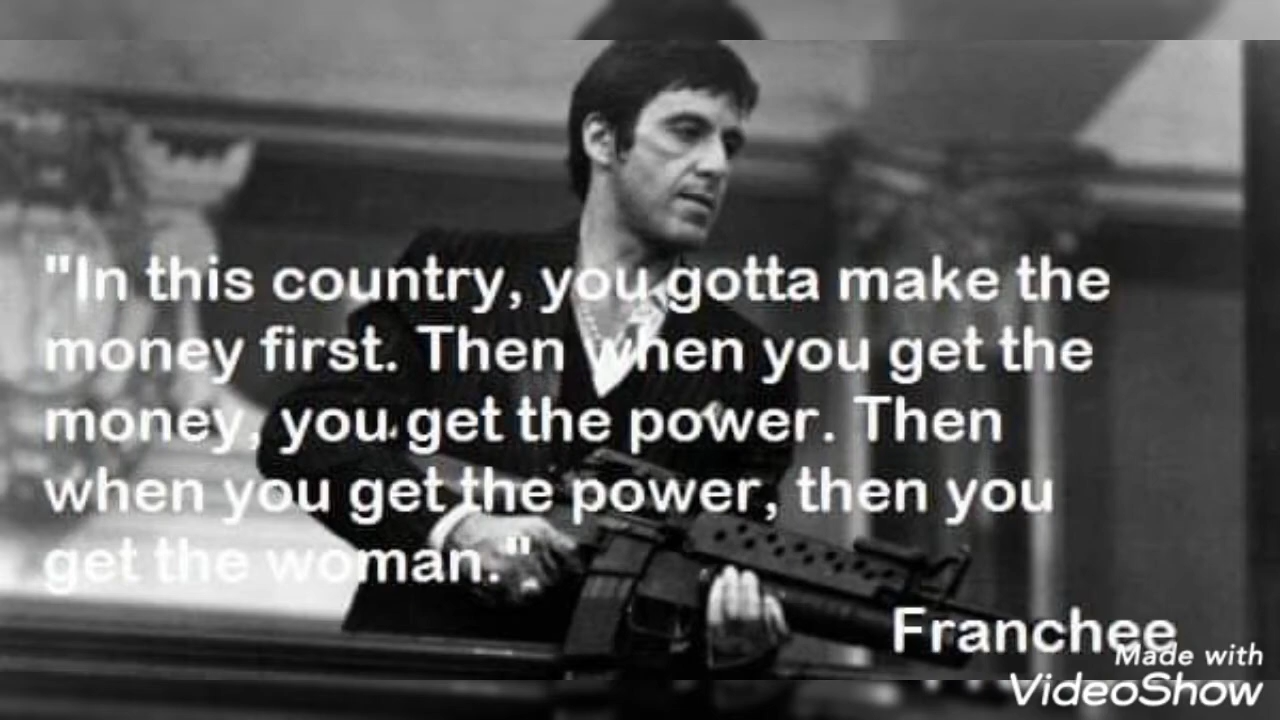 "In this country, you gotta make the
money first. Then when you get the
money, you get the power. Then
when you get the power, then you
get the woman."
Franchee
Made with
VideoShow